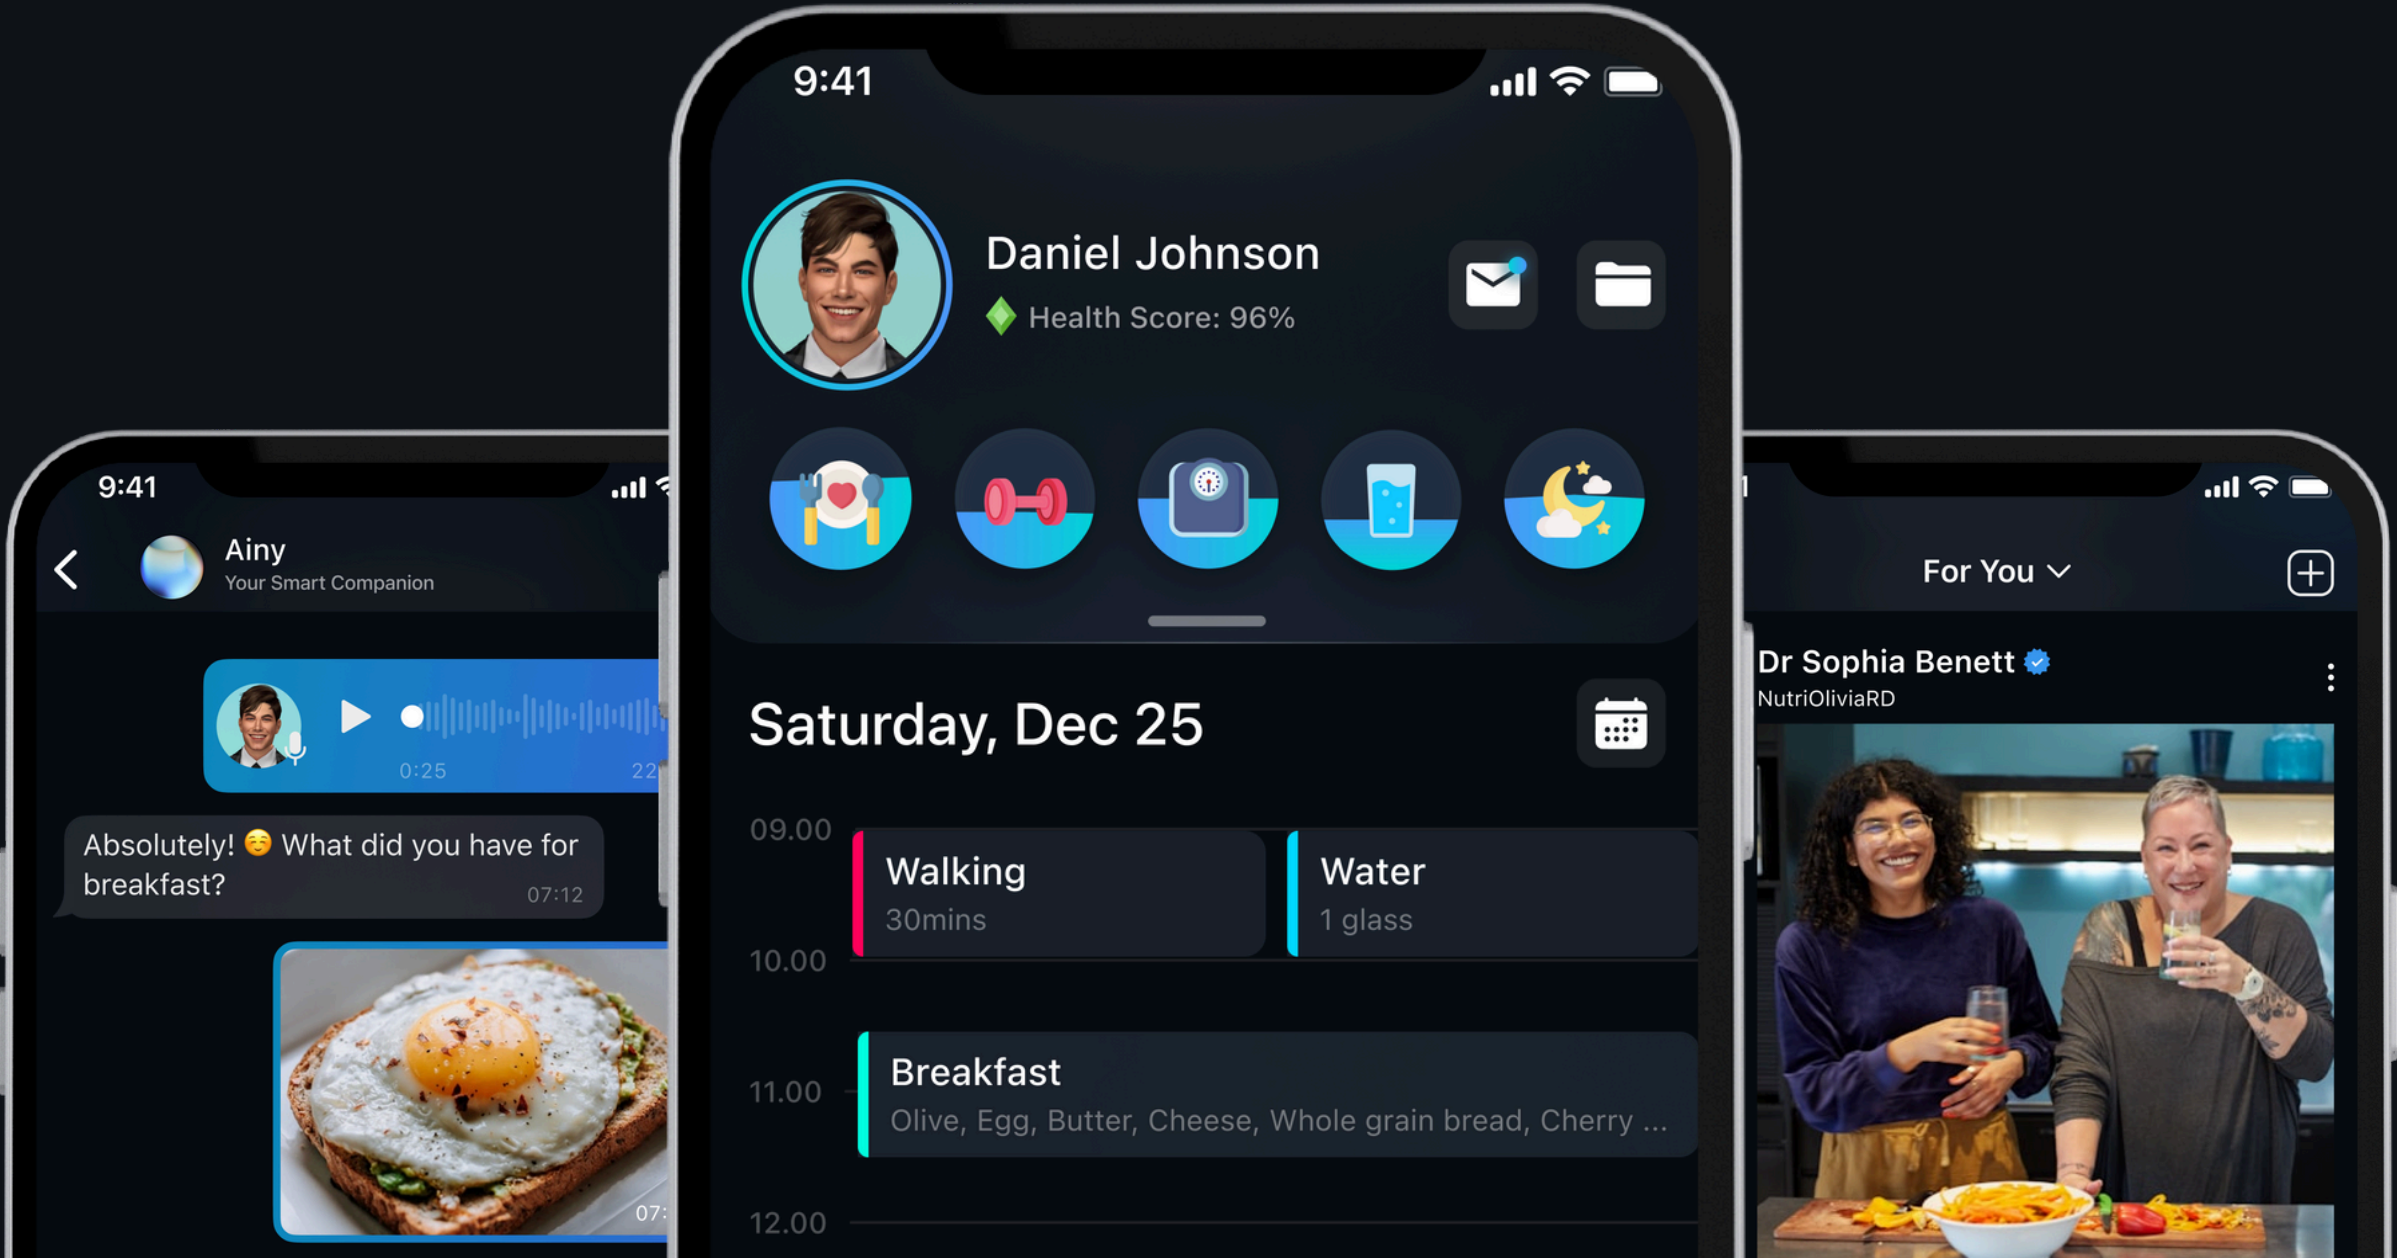 9:41
Ainy
Your Smart Companion
0:25
22
Absolutely! ☺️ What did you have for
breakfast?
07:12
07:
9:41
Daniel Johnson
Health Score: 96%
Saturday, Dec 25
09.00
Walking
30mins
Water
1 glass
10.00
Breakfast
11.00
Olive, Egg, Butter, Cheese, Whole grain bread, Cherry ...
12.00
For You
Dr Sophia Benett
NutriOliviaRD